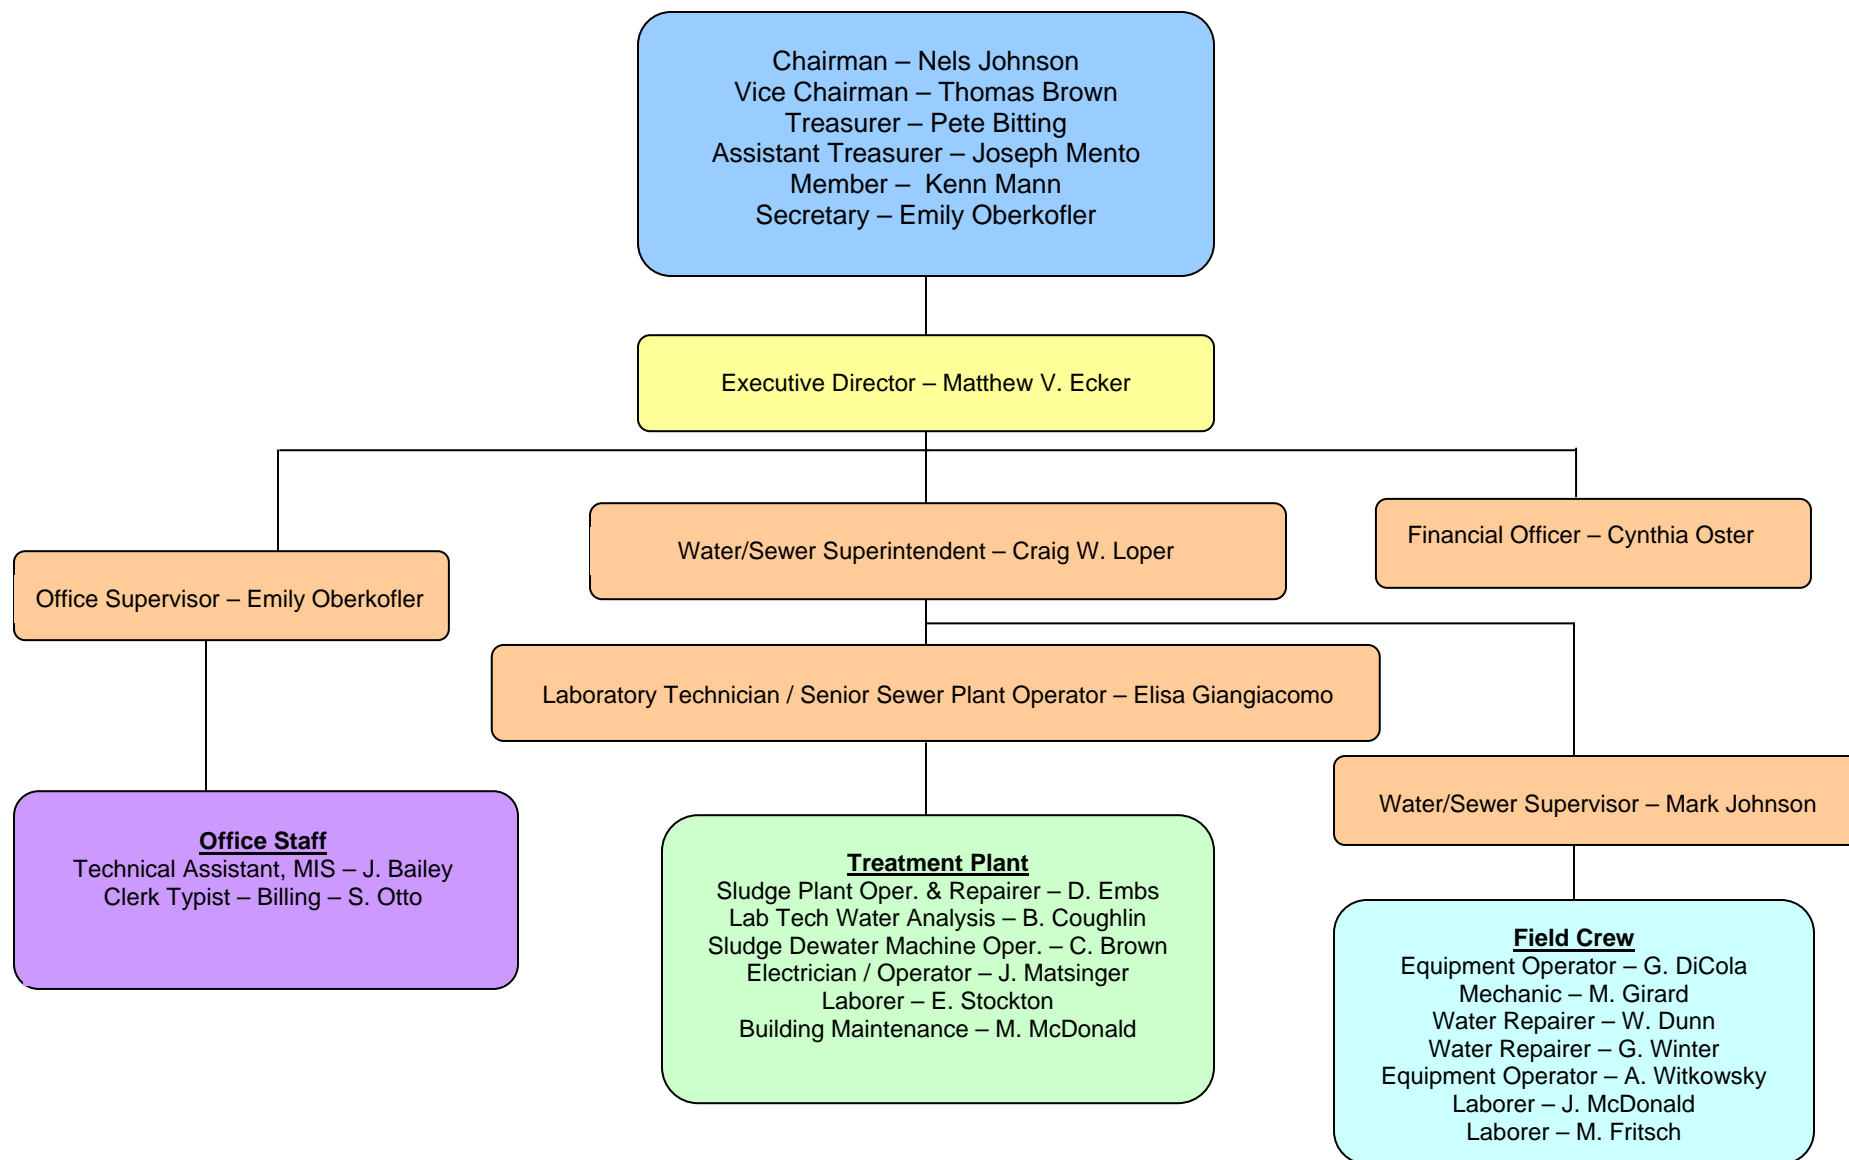 Chairman – Nels Johnson
Vice Chairman – Thomas Brown
Treasurer – Pete Bitting
Assistant Treasurer – Joseph Mento
Member – Kenn Mann
Secretary – Emily Oberkofler
Executive Director – Matthew V. Ecker
Office Supervisor – Emily Oberkofler
Water/Sewer Superintendent – Craig W. Loper
Financial Officer – Cynthia Oster
Laboratory Technician / Senior Sewer Plant Operator – Elisa Giangiacomo
Water/Sewer Supervisor – Mark Johnson
Office Staff
Technical Assistant, MIS – J. Bailey
Clerk Typist – Billing – S. Otto
Treatment Plant
Sludge Plant Oper. & Repairer – D. Embs
Lab Tech Water Analysis – B. Coughlin
Sludge Dewater Machine Oper. – C. Brown
Electrician / Operator – J. Matsinger
Laborer – E. Stockton
Building Maintenance – M. McDonald
Field Crew
Equipment Operator – G. DiCola
Mechanic – M. Girard
Water Repairer – W. Dunn
Water Repairer – G. Winter
Equipment Operator – A. Witkowsky
Laborer – J. McDonald
Laborer – M. Fritsch